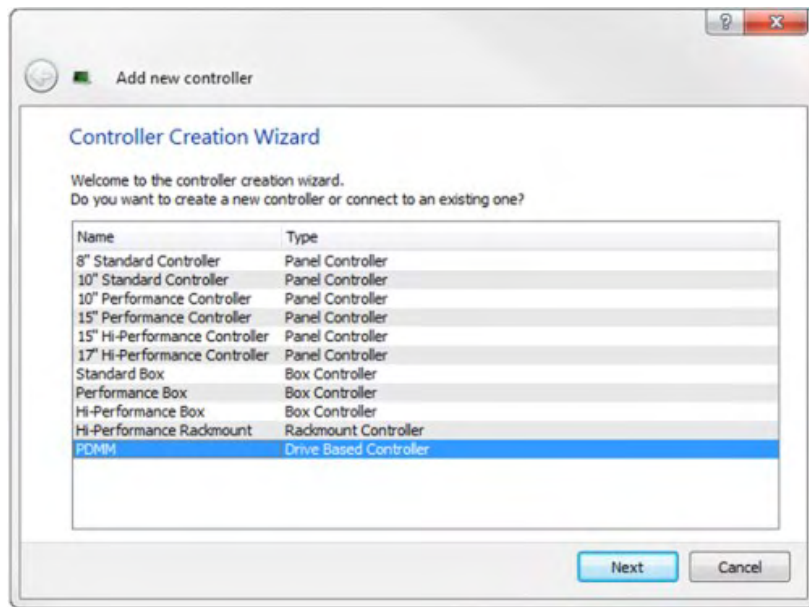 Add new controller
Controller Creation Wizard
Welcome to the controller creation wizard.
Do you want to create a new controller or connect to an existing one?
Name Type
8" Standard Controller Panel Controller
10" Standard Controller Panel Controller
10" Performance Controller Panel Controller
15" Performance Controller Panel Controller
15" Hi-Performance Controller Panel Controller
17" Hi-Performance Controller Panel Controller
Standard Box Box Controller
Performance Box Box Controller
Hi-Performance Box Box Controller
Hi-Performance Rackmount Rackmount Controller
PDMM Drive Based Controller
Next Cancel